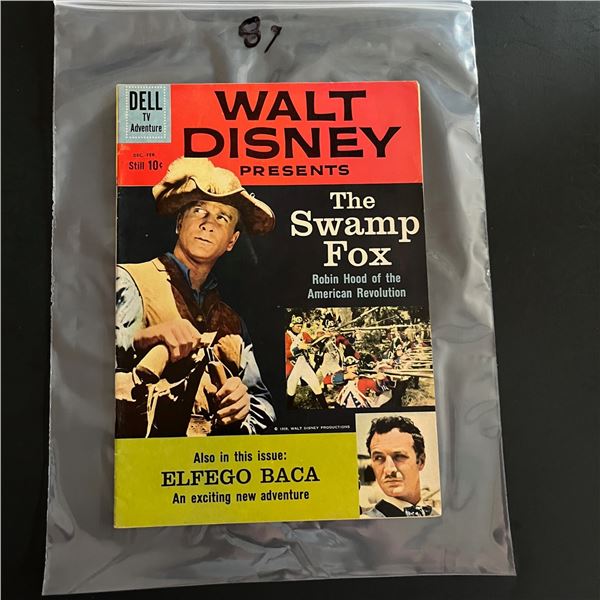 87
DELL
TV
Adventure
DEC.-FEB.
Still 10¢
WALT
DISNEY
PRESENTS
The
Swamp
Fox
Robin Hood of the
American Revolution
© 1959, WALT DISNEY PRODUCTIONS
Also in this issue:
ELFEGO BACA
An exciting new adventure